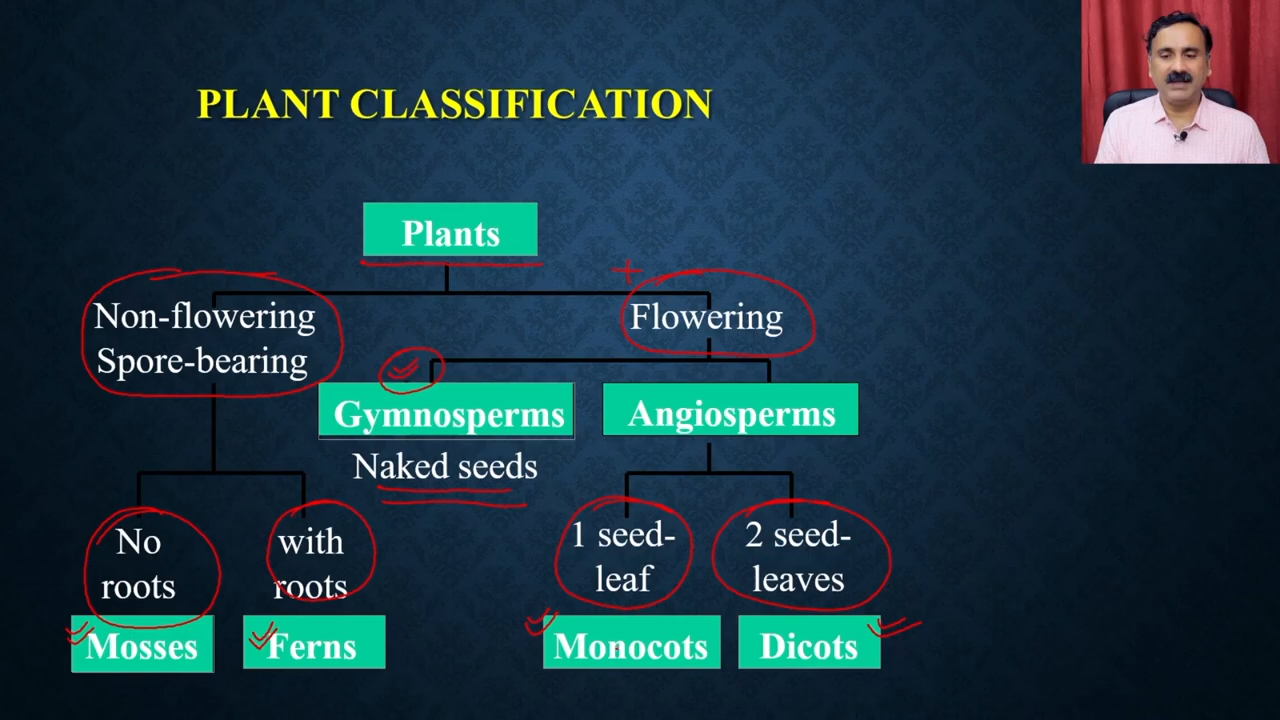 PLANT CLASSIFICATION
Plants
Non-flowering
Spore-bearing
Flowering
Gymnosperms
Angiosperms
Naked seeds
No
roots
with
roots
1 seed-
leaf
2 seed-
leaves
Mosses
Ferns
Monocots
Dicots